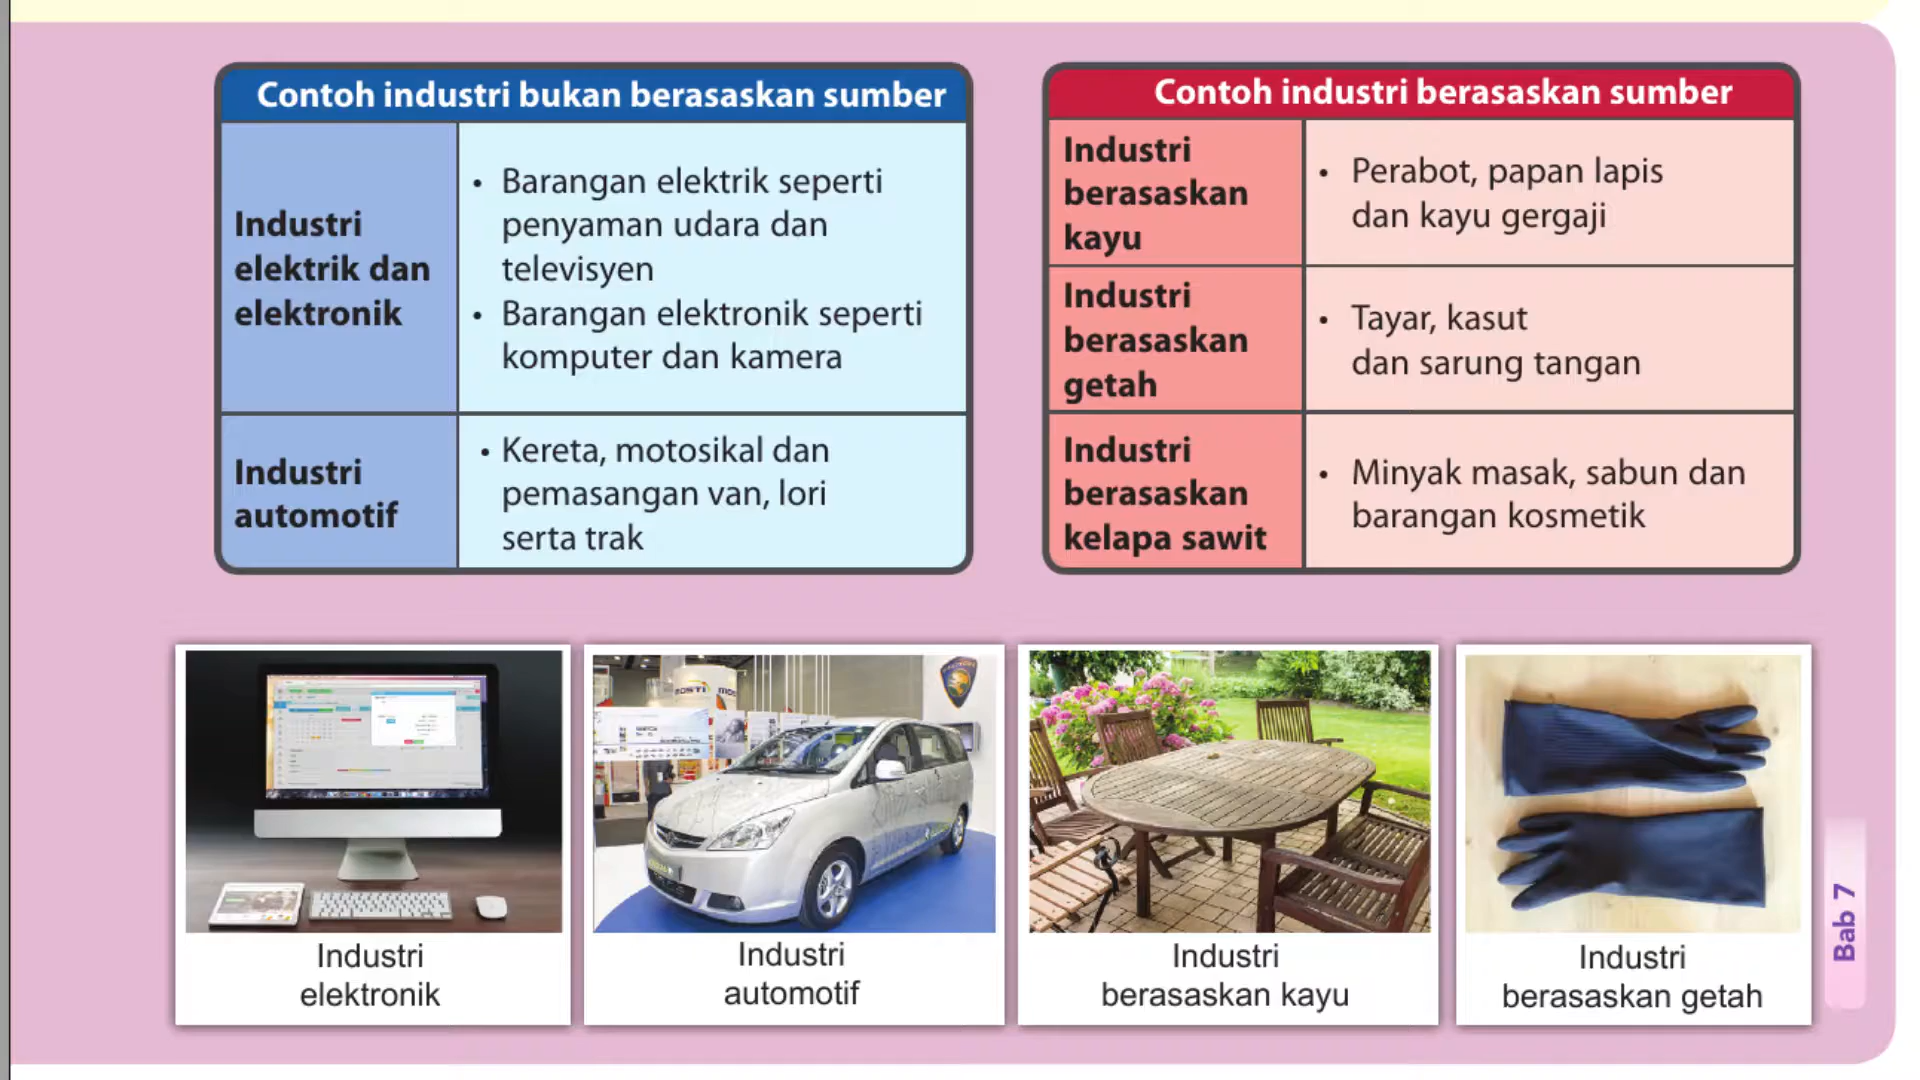 Contoh industri bukan berasaskan sumber
Industri
elektrik dan
elektronik
• Barangan elektrik seperti
penyaman udara dan
televisyen
• Barangan elektronik seperti
komputer dan kamera
Industri
automotif
• Kereta, motosikal dan
pemasangan van, lori
serta trak
Contoh industri berasaskan sumber
Industri
berasaskan
kayu
• Perabot, papan lapis
dan kayu gergaji
Industri
berasaskan
getah
• Tayar, kasut
dan sarung tangan
Industri
berasaskan
kelapa sawit
• Minyak masak, sabun dan
barangan kosmetik
Industri
elektronik
MOSTI
Industri
automotif
Industri
berasaskan kayu
Industri
berasaskan getah
Bab 7